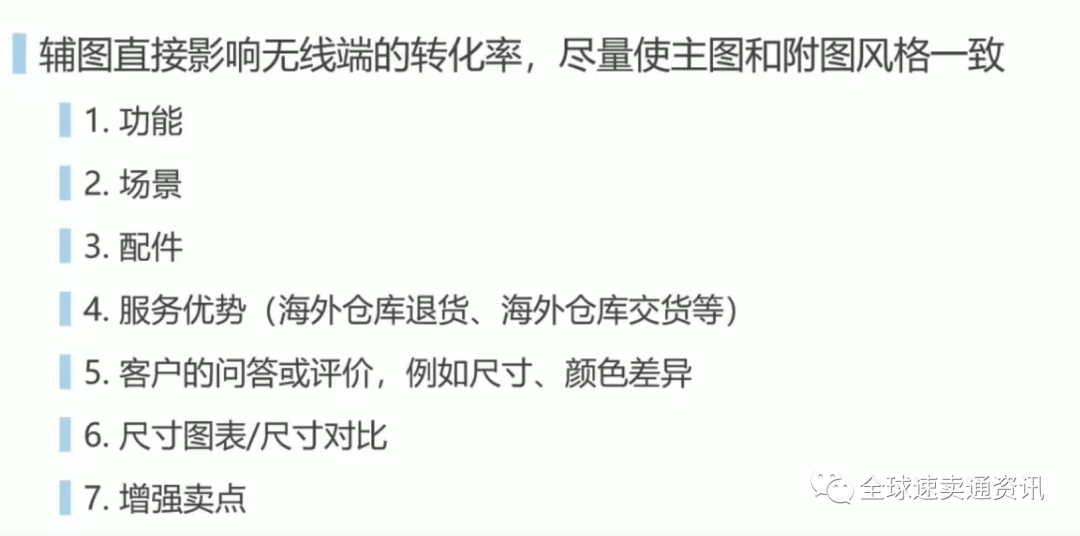 辅图直接影响无线端的转化率，尽量使主图和附图风格一致
1. 功能
2. 场景
3. 配件
4. 服务优势（海外仓库退货、海外仓库交货等）
5. 客户的问答或评价，例如尺寸、颜色差异
6. 尺寸图表/尺寸对比
7. 增强卖点
全球速卖通资讯